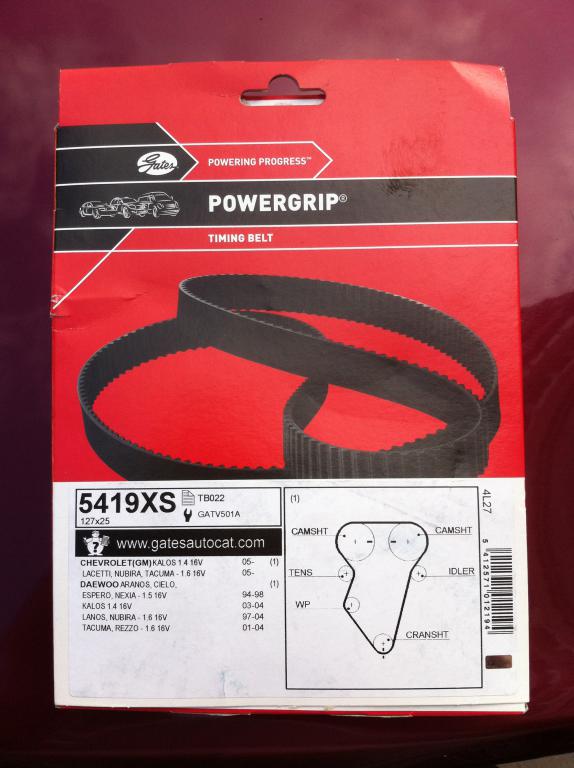 Gates
POWERING PROGRESS™
POWERGRIP®
TIMING BELT
5419XS
127x25
TB022
GATV501A
? www.gatesautocat.com
CHEVROLET(GM) KALOS 1.4 16V 05- (1)
LACETTI, NUBIRA, TACUMA - 1.6 16V 05-
DAEWOO ARANOS, CIELO, (1)
ESPERO, NEXIA - 1.5 16V 94-98
KALOS 1.4 16V 03-04
LANOS, NUBIRA - 1.6 16V 97-04
TACUMA, REZZO - 1.6 16V 01-04
(1)
CAMSHT
CAMSHT
TENS
IDLER
WP
CRANSHT
4L27
5 412571 012194